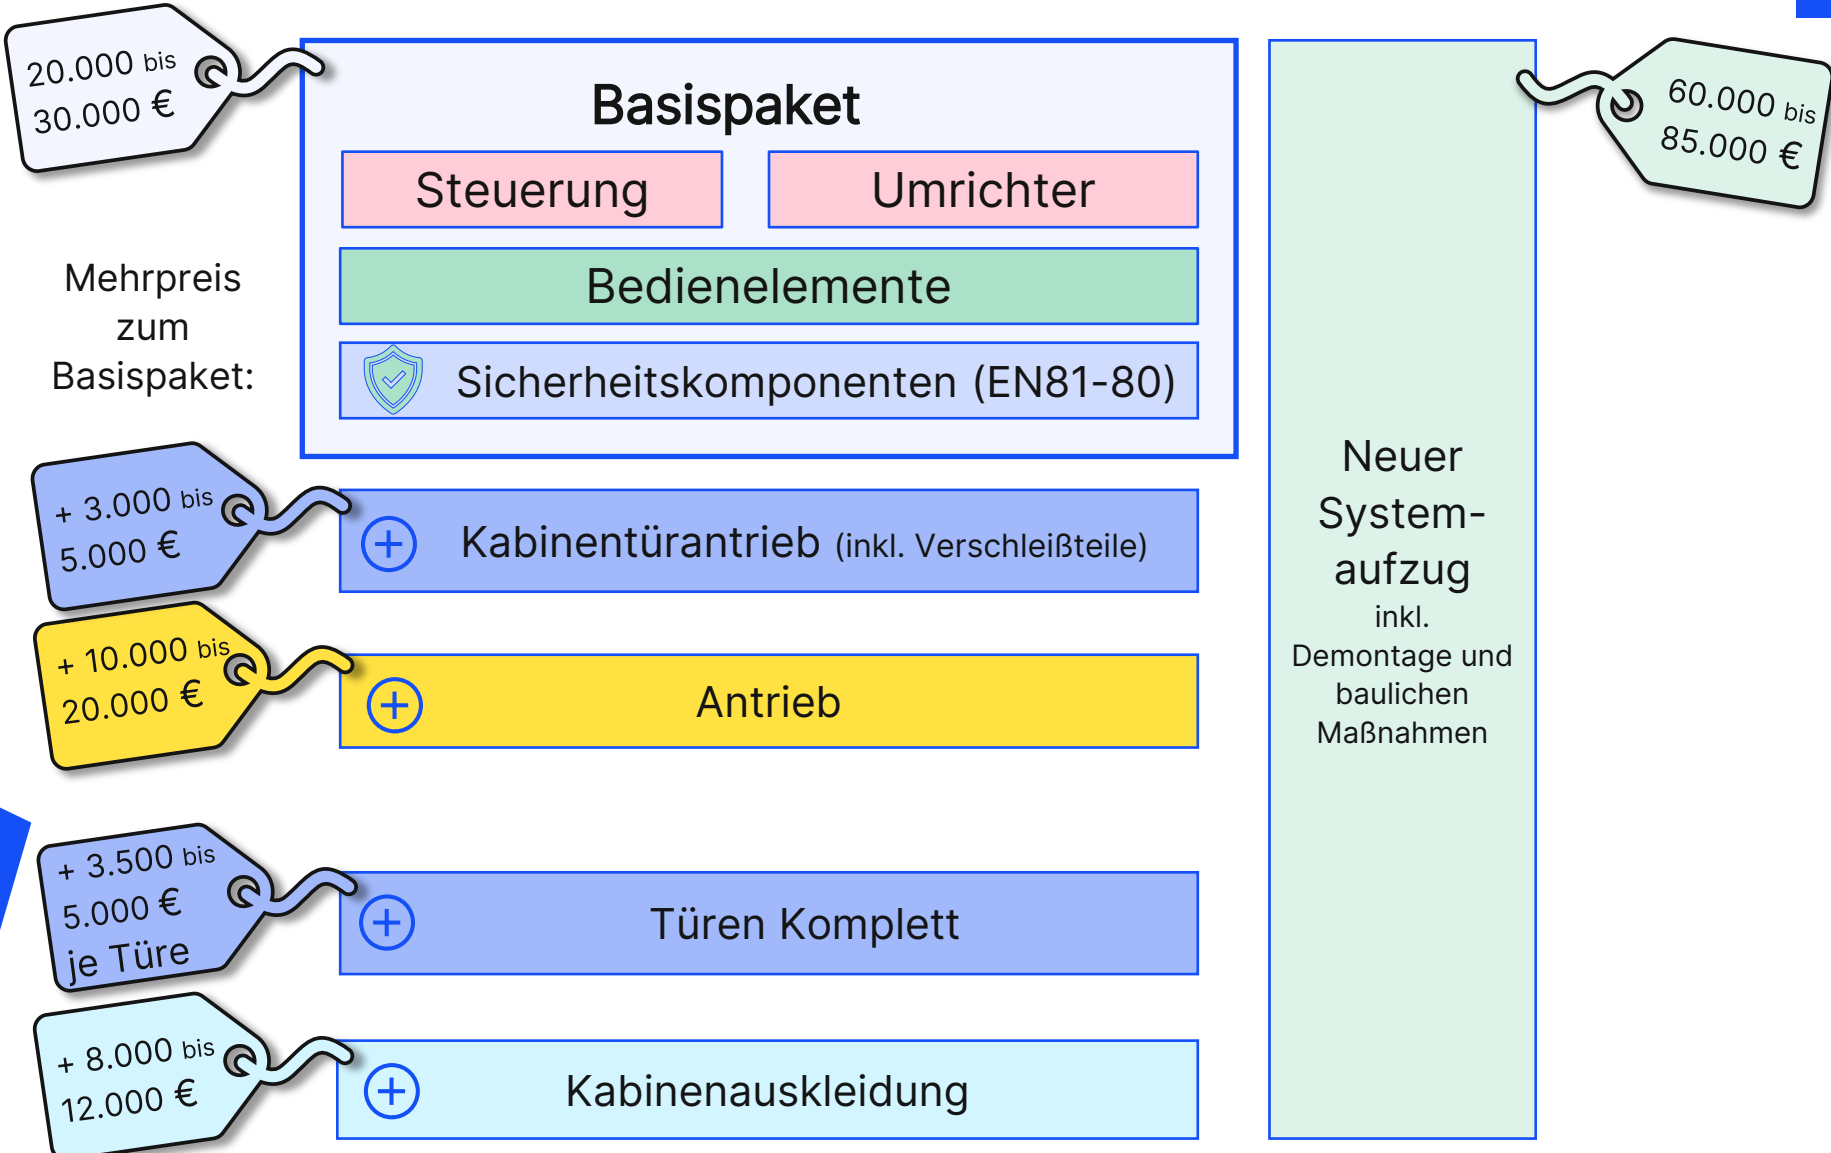 20.000 bis
30.000 €
Basispaket
Steuerung
Umrichter
Bedienelemente
Sicherheitskomponenten (EN81-80)
Mehrpreis
zum
Basispaket:
+ 3.000 bis
5.000 €
Kabinentürantrieb (inkl. Verschleißteile)
+ 10.000 bis
20.000 €
Antrieb
+ 3.500 bis
5.000 €
je Türe
Türen Komplett
+ 8.000 bis
12.000 €
Kabinenauskleidung
60.000 bis
85.000 €
Neuer
System-
aufzug
inkl.
Demontage und
baulichen
Maßnahmen